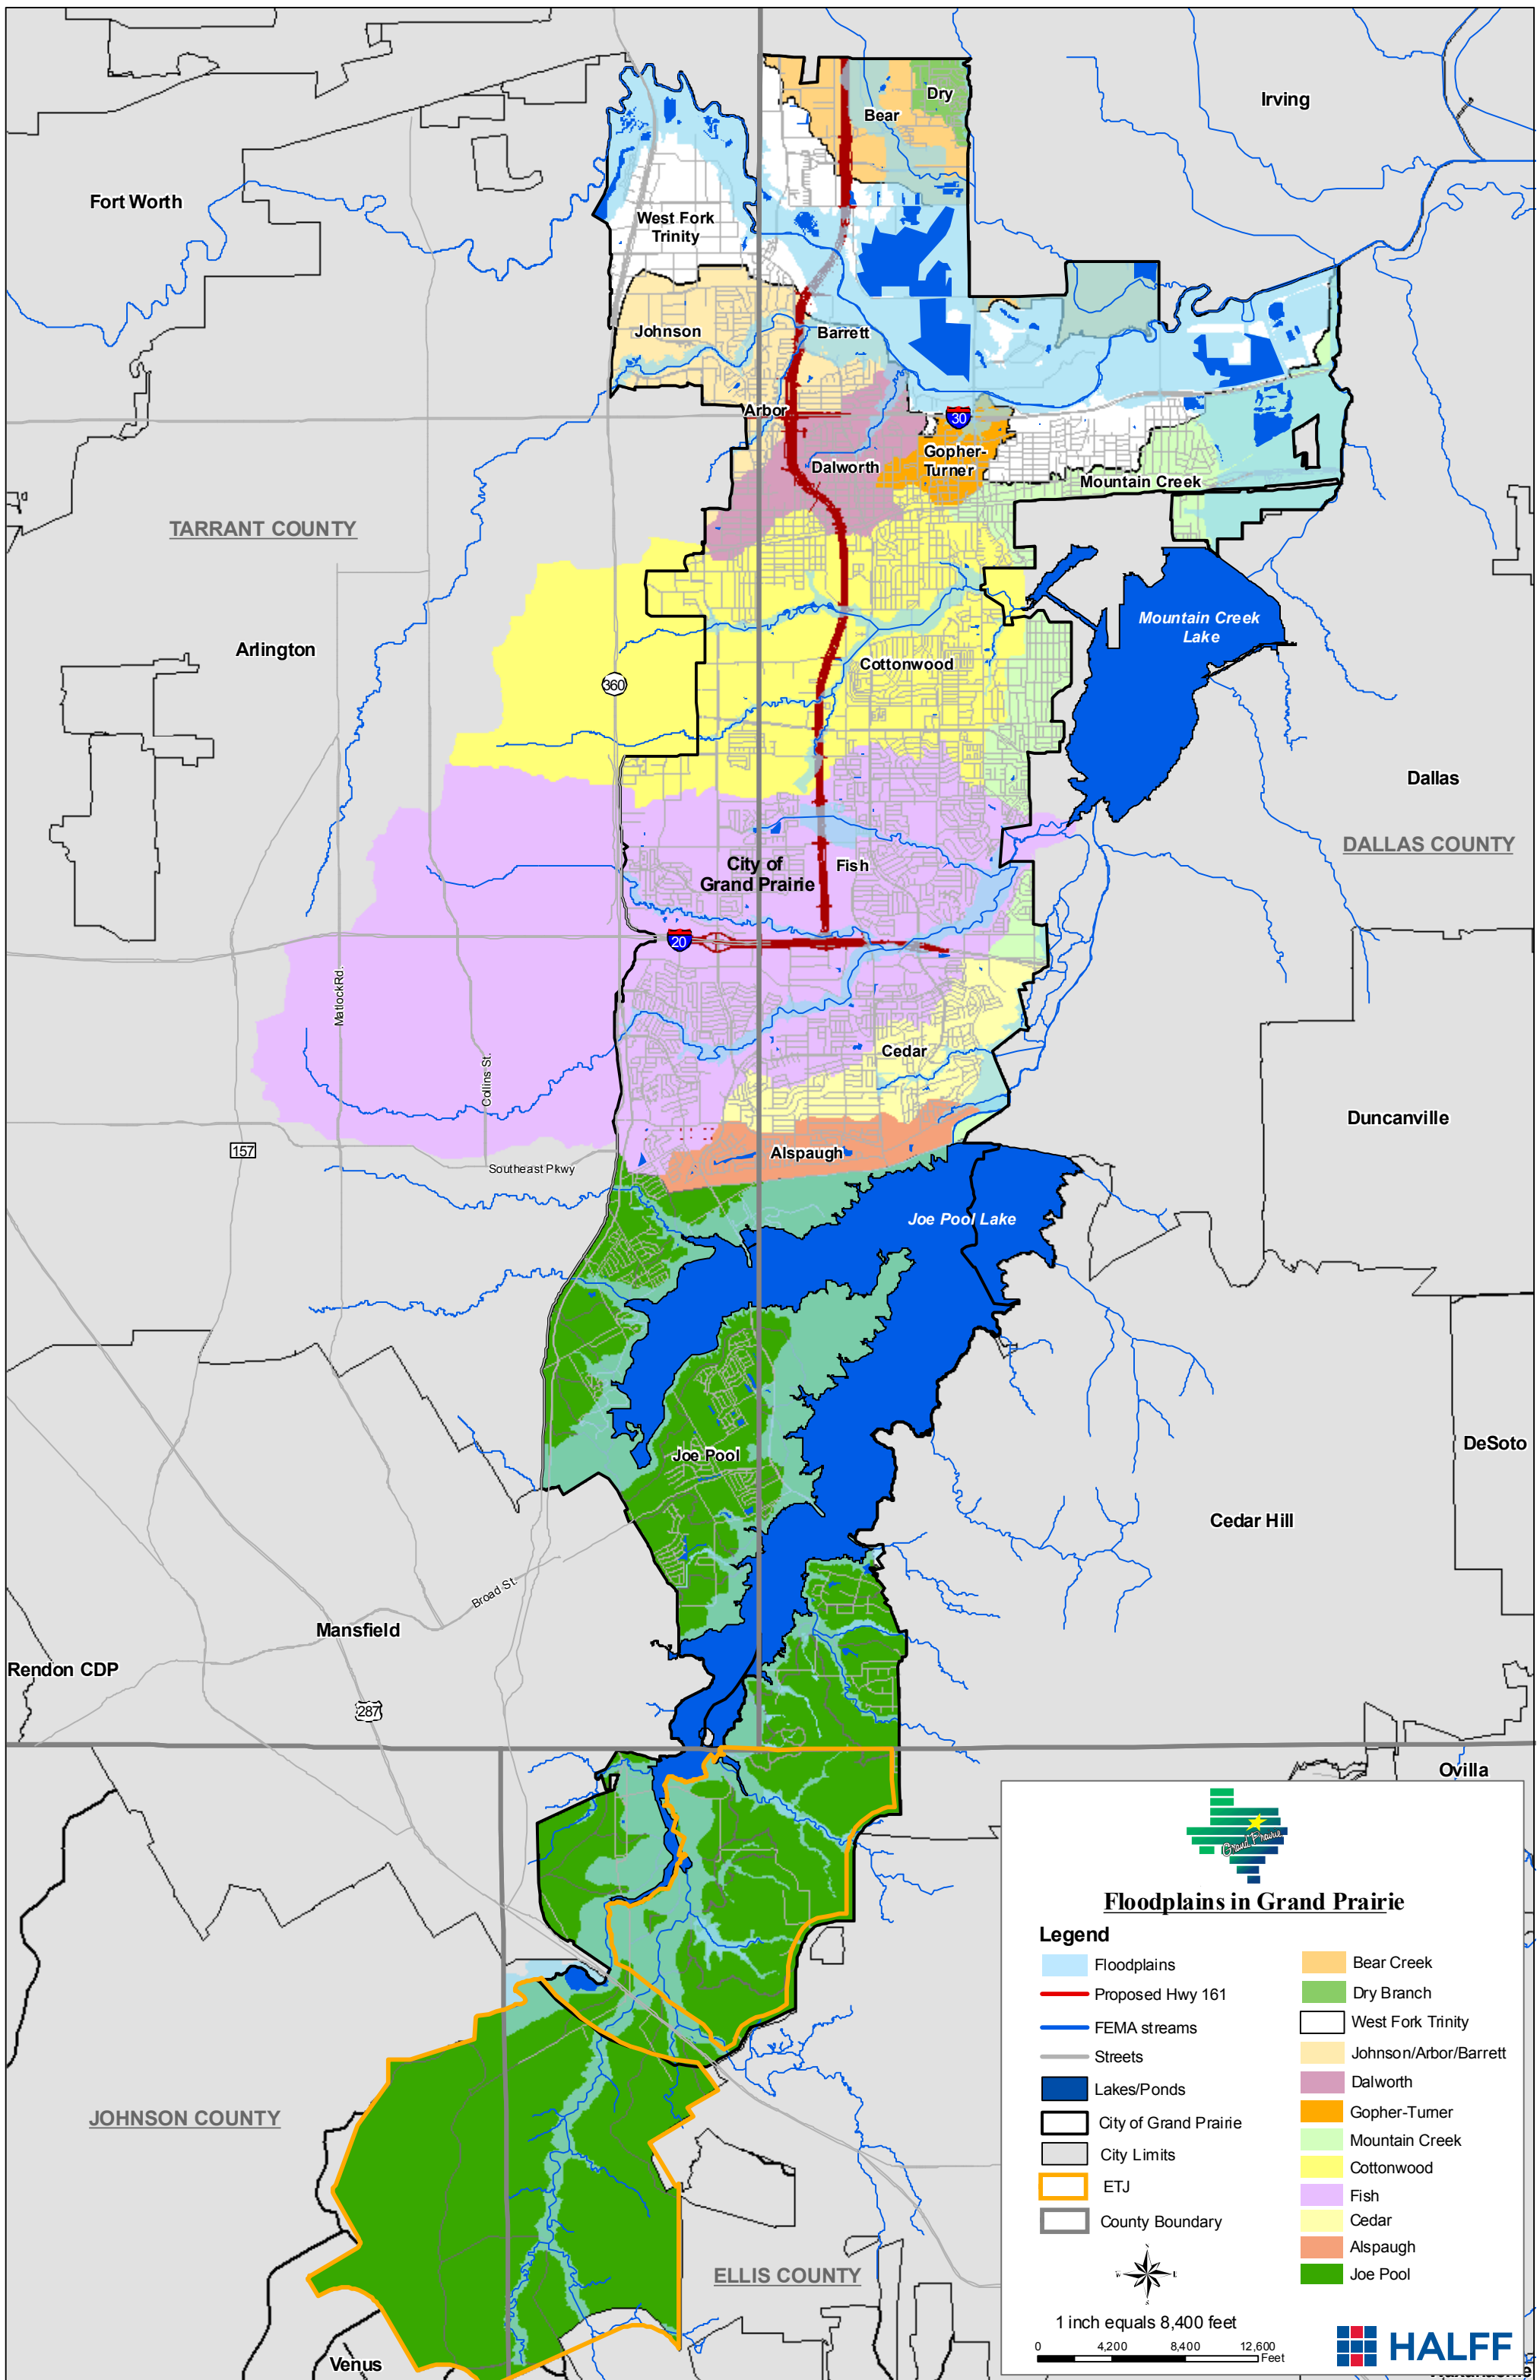 Irving
Dry
Bear
Fort Worth
West Fork
Trinity
Johnson
Barrett
Arbor
30
Gopher-
Turner
Dalworth
Mountain Creek
TARRANT COUNTY
Mountain Creek
Lake
Arlington
Cottonwood
360
Dallas
DALLAS COUNTY
City of
Grand Prairie
Fish
20
Matlock Rd.
Cedar
Collins St.
Duncanville
157
Alspaugh
Southeast Pkwy
Joe Pool Lake
DeSoto
Joe Pool
Cedar Hill
Broad St.
Mansfield
Rendon CDP
287
Ovilla
Grand Prairie
Floodplains in Grand Prairie
Legend
Floodplains
Proposed Hwy 161
FEMA streams
Streets
Lakes/Ponds
City of Grand Prairie
City Limits
ETJ
County Boundary
Bear Creek
Dry Branch
West Fork Trinity
Johnson/Arbor/Barrett
Dalworth
Gopher-Turner
Mountain Creek
Cottonwood
Fish
Cedar
Alspaugh
Joe Pool
N
W E
S
1 inch equals 8,400 feet
0 4,200 8,400 12,600
Feet
HALFF
JOHNSON COUNTY
ELLIS COUNTY
Venus